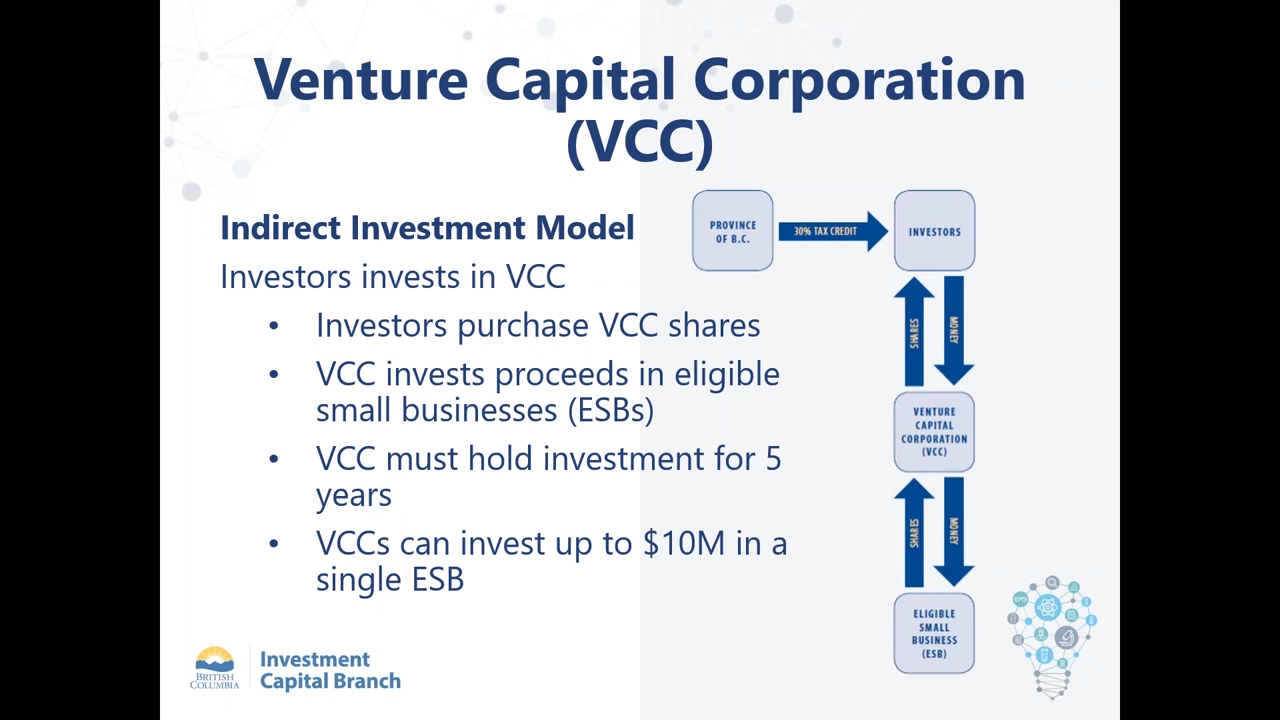 Venture Capital Corporation
(VCC)
Indirect Investment Model
Investors invests in VCC
• Investors purchase VCC shares
• VCC invests proceeds in eligible
small businesses (ESBs)
• VCC must hold investment for 5
years
• VCCs can invest up to $10M in a
single ESB
PROVINCE
OF B.C.
30% TAX CREDIT
INVESTORS
SHARES
MONEY
VENTURE
CAPITAL
CORPORATION
(VCC)
SHARES
MONEY
ELIGIBLE
SMALL
BUSINESS
(ESB)
BRITISH
COLUMBIA
Investment
Capital Branch